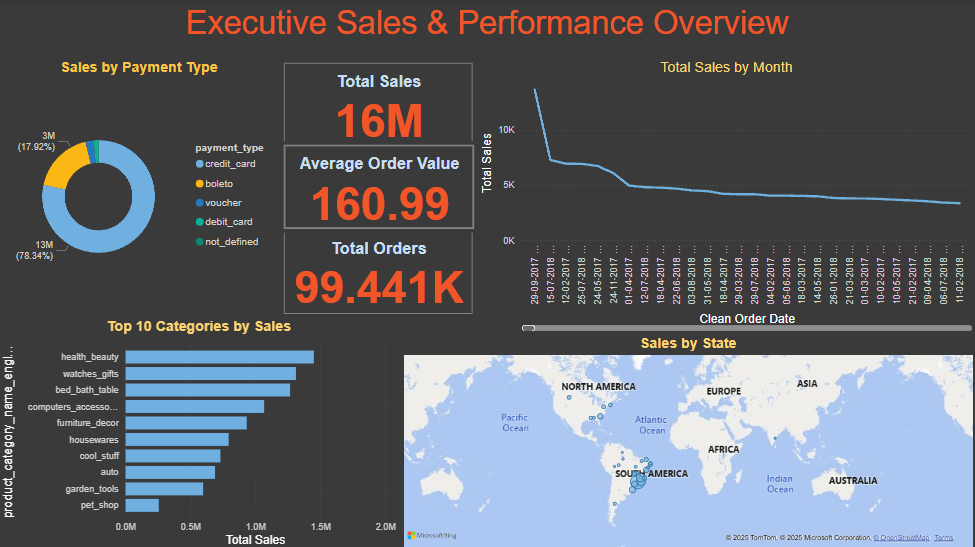 Executive Sales & Performance Overview
Sales by Payment Type
3M
(17.92%)
13M
(78.34%)
payment_type
credit_card
boleto
voucher
debit_card
not_defined
Total Sales
16M
Average Order Value
160.99
Total Orders
99.441K
Total Sales by Month
Total Sales
10K
5K
0K
29-09-2017 ...
15-07-2018 ...
12-02-2017 ...
25-07-2018 ...
24-05-2017 ...
24-11-2017 ...
01-04-2017 ...
12-07-2017 ...
18-04-2017 ...
22-06-2018 ...
03-08-2018 ...
31-05-2018 ...
18-04-2017 ...
29-03-2018 ...
29-07-2017 ...
04-02-2018 ...
05-06-2018 ...
18-03-2018 ...
14-05-2018 ...
26-01-2018 ...
21-03-2018 ...
01-03-2017 ...
10-02-2018 ...
10-05-2018 ...
21-02-2017 ...
09-04-2018 ...
06-07-2018 ...
11-02-2018 ...
Clean Order Date
Top 10 Categories by Sales
product_category_name_engl...
health_beauty
watches_gifts
bed_bath_table
computers_accesso...
furniture_decor
housewares
cool_stuff
auto
garden_tools
pet_shop
0.0M
0.5M
1.0M
1.5M
2.0M
Total Sales
Sales by State
NORTH AMERICA
EUROPE
ASIA
Pacific
Ocean
Atlantic
Ocean
AFRICA
SOUTH AMERICA
Indian
Ocean
AUSTRALIA
Microsoft Bing
© 2025 TomTom, © 2025 Microsoft Corporation, © OpenStreetMap Terms